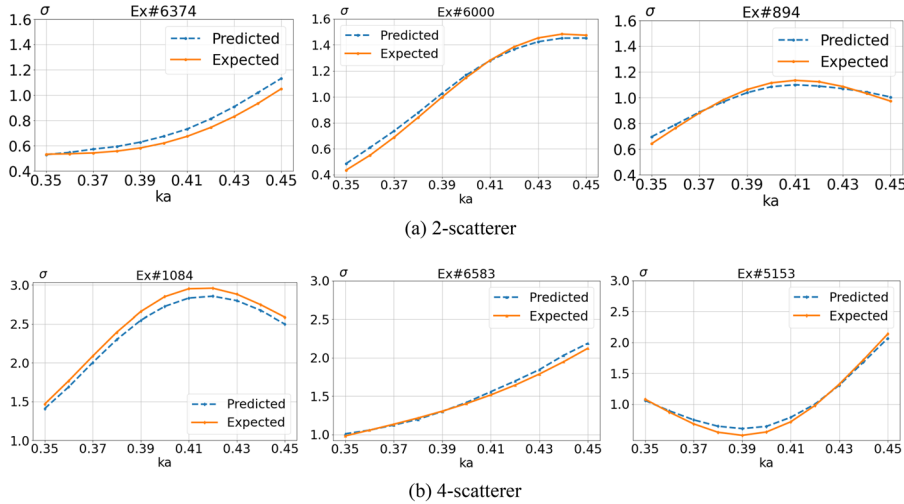 σ Ex#6374
1.6
1.4
1.2
1.0
0.8
0.6
0.4
0.35 0.37 0.39 0.41 0.43 0.45
ka
Predicted
Expected
σ Ex#6000
1.6
1.4
1.2
1.0
0.8
0.6
0.4
0.35 0.37 0.39 0.41 0.43 0.45
ka
Predicted
Expected
σ Ex#894
1.6
1.4
1.2
1.0
0.8
0.6
0.4
0.35 0.37 0.39 0.41 0.43 0.45
ka
Predicted
Expected
(a) 2-scatterer
σ Ex#1084
3.0
2.5
2.0
1.5
1.0
0.35 0.37 0.39 0.41 0.43 0.45
ka
Predicted
Expected
σ Ex#6583
3.0
2.5
2.0
1.5
1.0
0.35 0.37 0.39 0.41 0.43 0.45
ka
Predicted
Expected
σ Ex#5153
3.0
2.5
2.0
1.5
1.0
0.35 0.37 0.39 0.41 0.43 0.45
ka
Predicted
Expected
(b) 4-scatterer